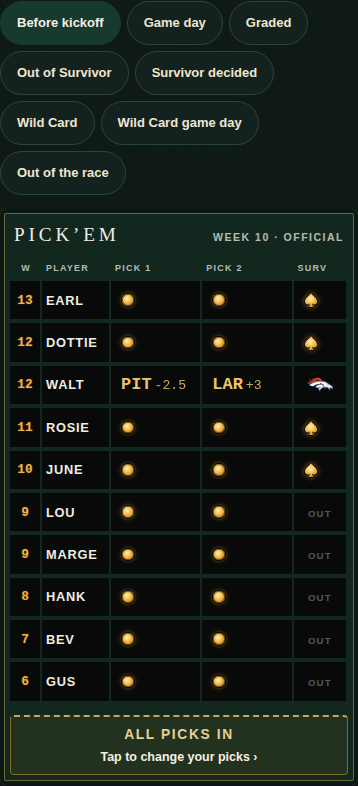 Before kickoff
Game day
Graded
Out of Survivor
Survivor decided
Wild Card
Wild Card game day
Out of the race
PICK’EM
WEEK 10 · OFFICIAL
W PLAYER PICK 1 PICK 2 SURV
13 EARL
12 DOTTIE
12 WALT PIT -2.5 LAR +3
11 ROSIE
10 JUNE
9 LOU OUT
9 MARGE OUT
8 HANK OUT
7 BEV OUT
6 GUS OUT
ALL PICKS IN
Tap to change your picks ›